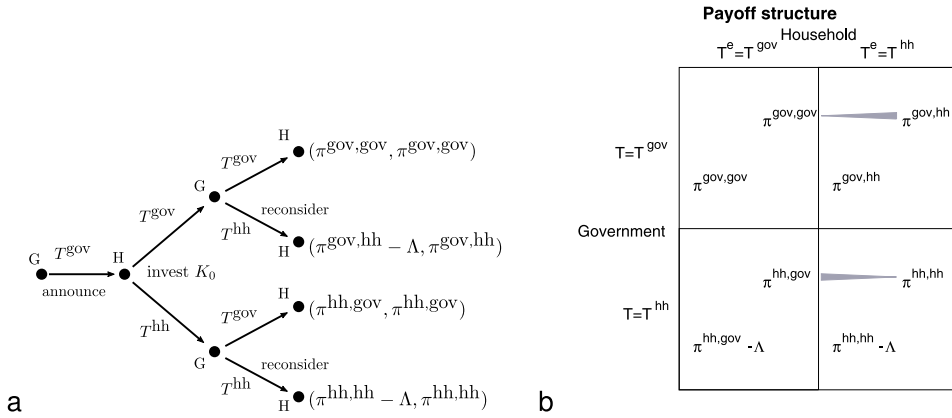 T^gov
G
H
announce
T^gov
invest K_0
T^hh
G
T^gov
H
(π^gov,gov, π^gov,gov)
reconsider
T^hh
H
(π^gov,hh − Λ, π^gov,hh)
T^gov
H
(π^hh,gov, π^hh,gov)
G
reconsider
T^hh
H
(π^hh,hh − Λ, π^hh,hh)
a
Payoff structure
Household
T^e=T^gov
T^e=T^hh
π^gov,gov
π^gov,hh
T=T^gov
π^gov,gov
π^gov,hh
Government
π^hh,gov
π^hh,hh
T=T^hh
π^hh,gov -Λ
π^hh,hh -Λ
b